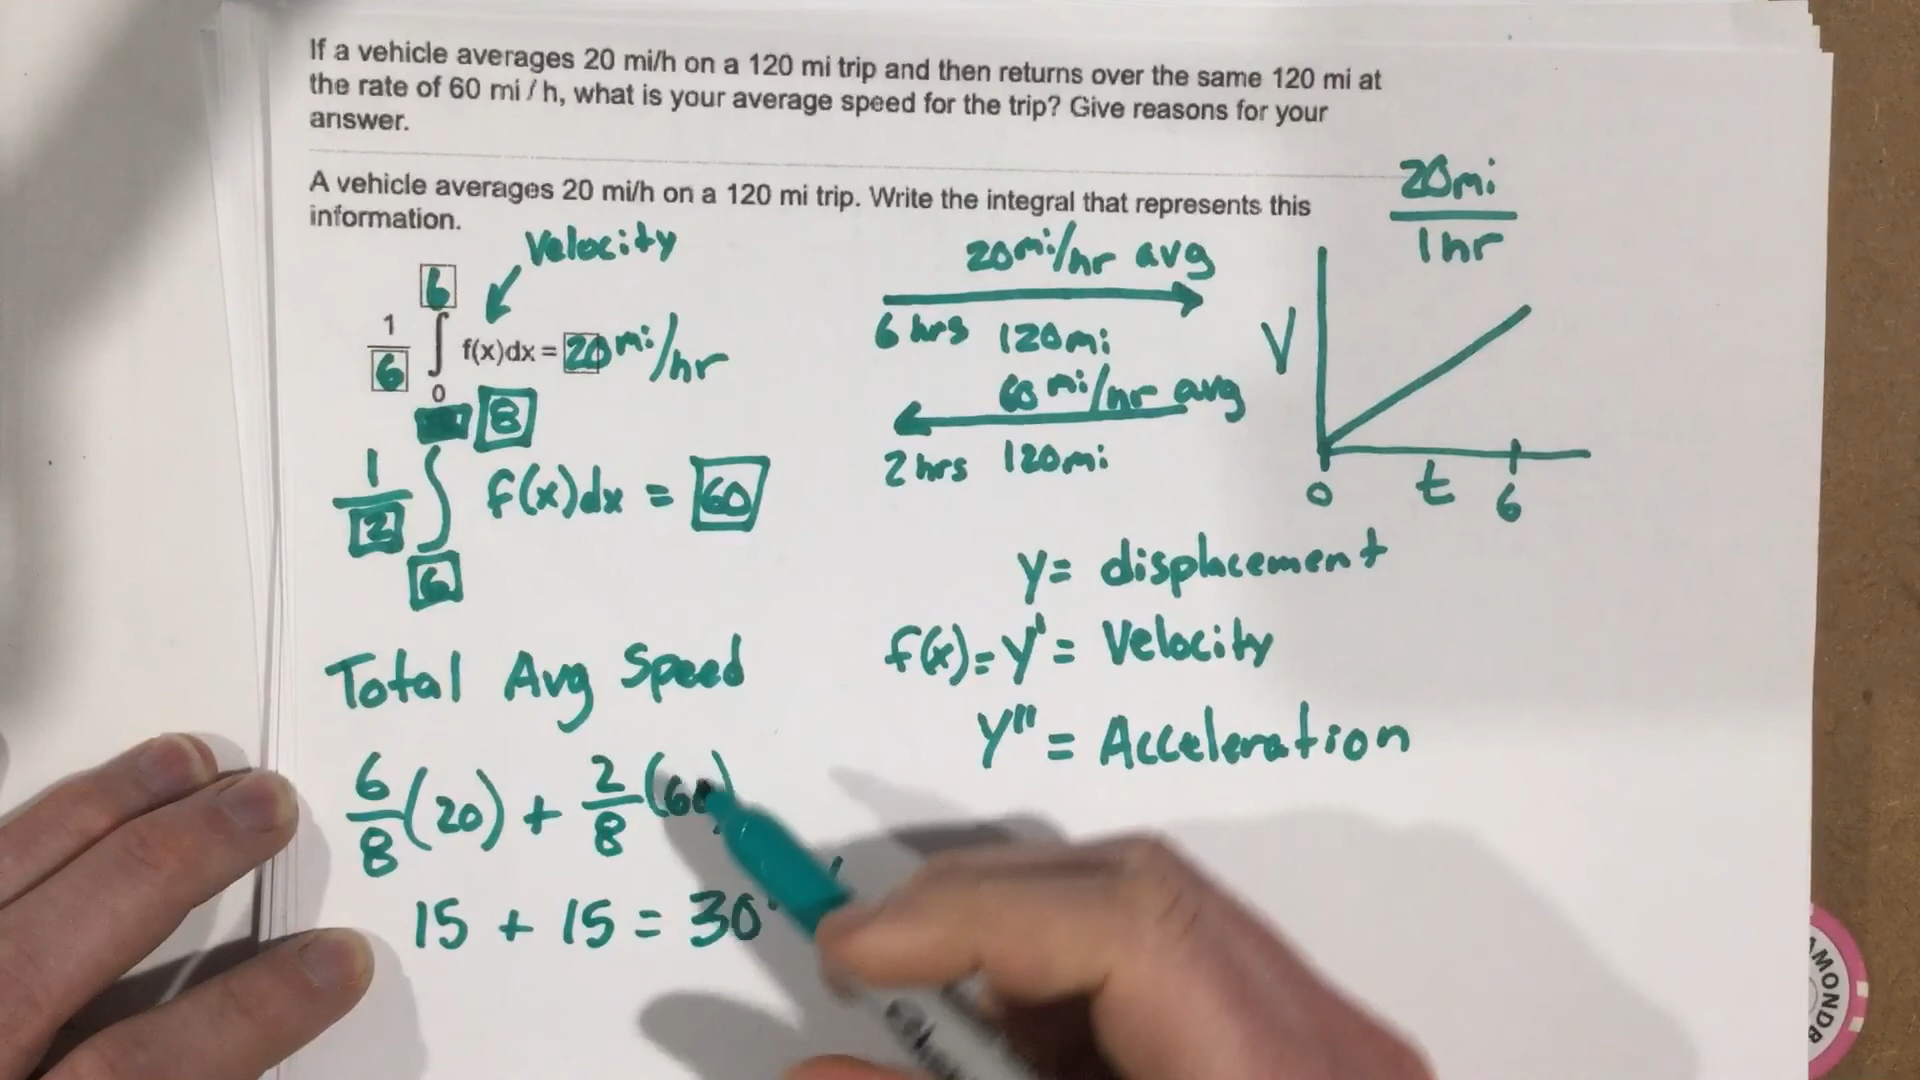 If a vehicle averages 20 mi/h on a 120 mi trip and then returns over the same 120 mi at
the rate of 60 mi / h, what is your average speed for the trip? Give reasons for your
answer.
A vehicle averages 20 mi/h on a 120 mi trip. Write the integral that represents this
information.
Velocity
6
1
6
∫
0
f(x)dx = 20 mi/hr
8
1
2
∫
6
f(x)dx = 60
Total Avg Speed
6/8 (20) + 2/8 (60)
15 + 15 = 30
20mi/hr avg
6 hrs 120mi
60 mi/hr avg
2 hrs 120mi
20mi
1hr
V
0 t 6
y = displacement
f(x) = y' = Velocity
y'' = Acceleration